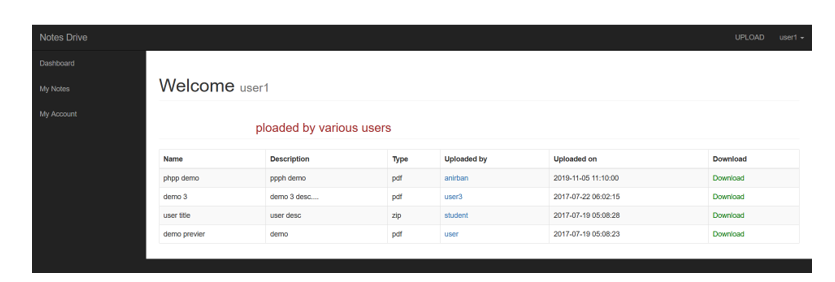 Notes Drive UPLOAD user1
Dashboard
My Notes
My Account
Welcome user1
ploaded by various users
Name Description Type Uploaded by Uploaded on Download
phpp demo ppph demo pdf anirban 2019-11-05 11:10:00 Download
demo 3 demo 3 desc.... pdf user3 2017-07-22 06:02:15 Download
user title user desc zip student 2017-07-19 05:08:28 Download
demo previer demo pdf user 2017-07-19 05:08:23 Download